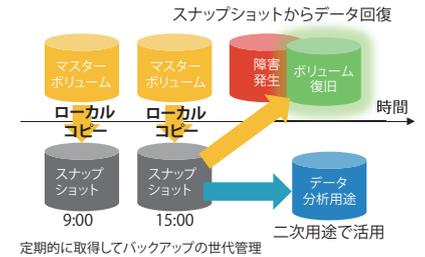 スナップショットからデータ回復
マスター
ボリューム
マスター
ボリューム
障害
発生
ボリューム
復旧
ローカル
コピー
ローカル
コピー
時間
スナップ
ショット
スナップ
ショット
データ
分析用途
9:00
15:00
二次用途で活用
定期的に取得してバックアップの世代管理